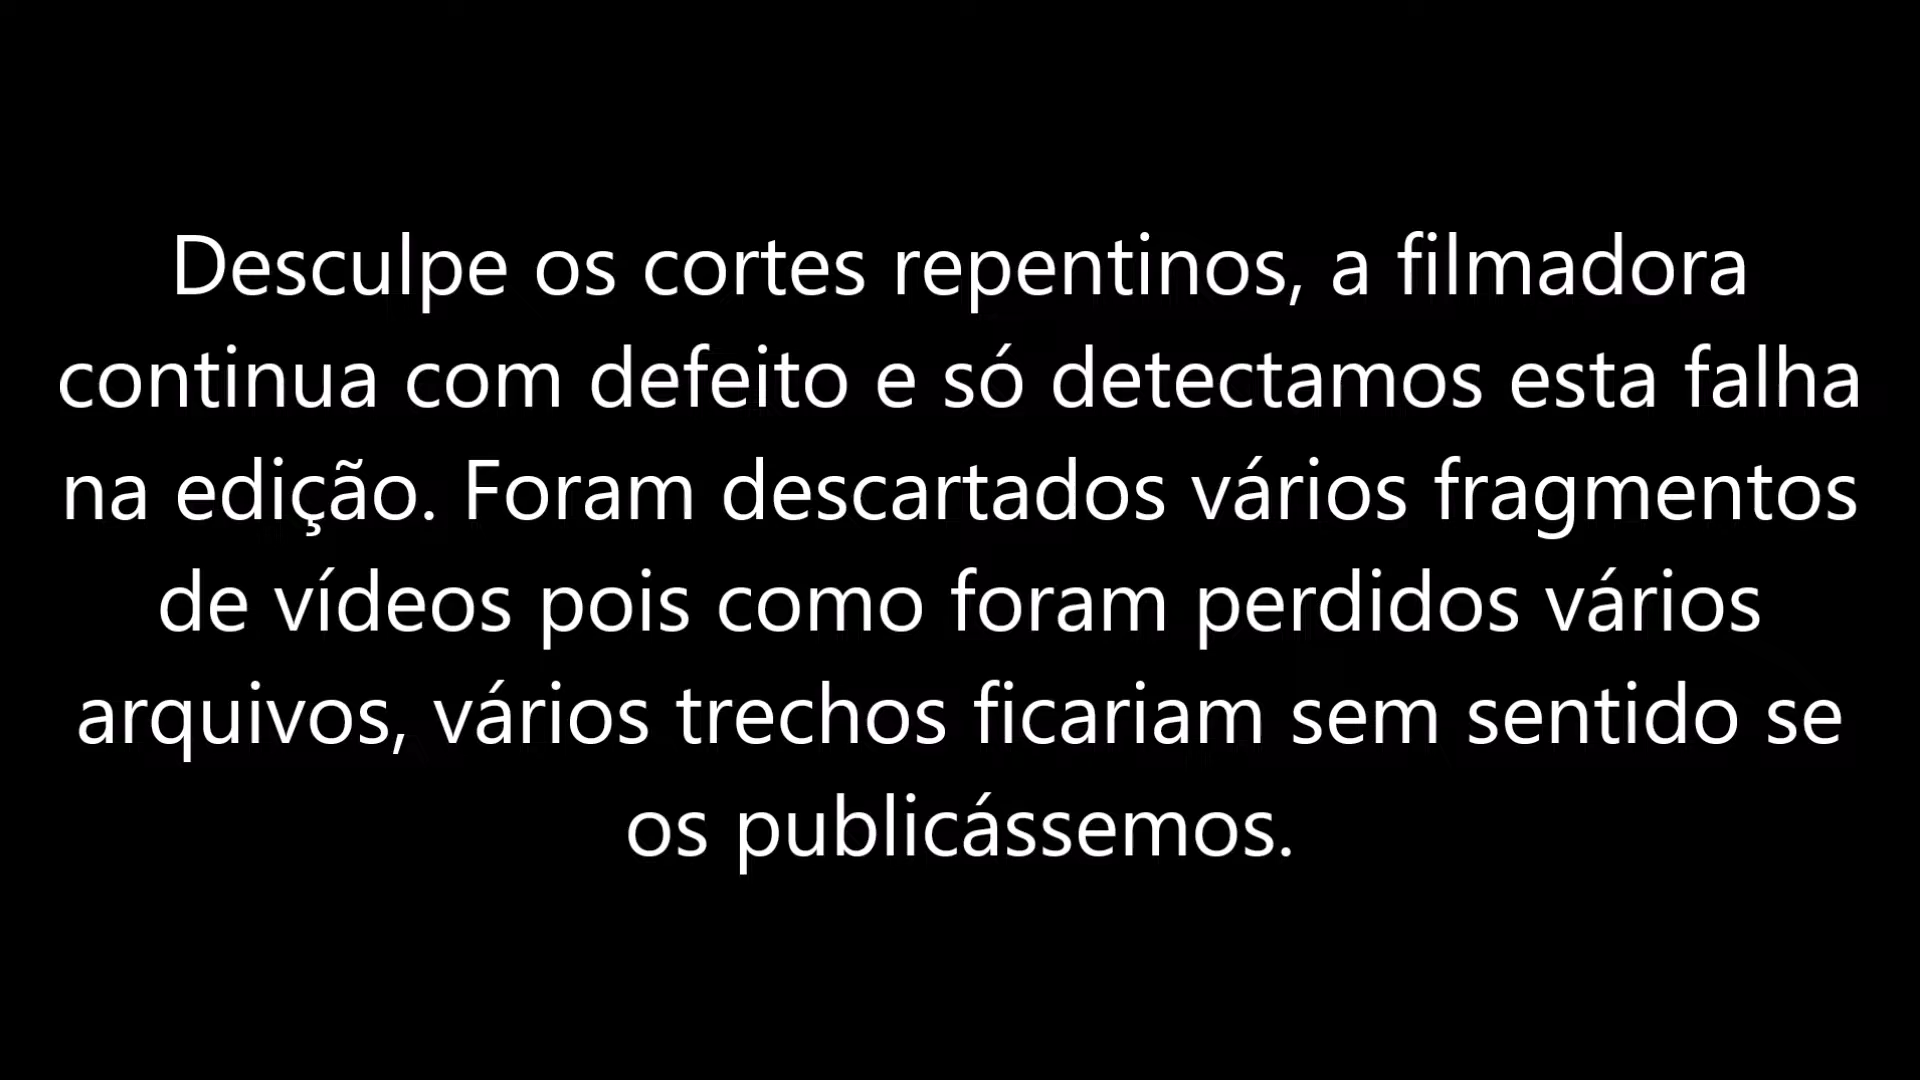 Desculpe os cortes repentinos, a filmadora
continua com defeito e só detectamos esta falha
na edição. Foram descartados vários fragmentos
de vídeos pois como foram perdidos vários
arquivos, vários trechos ficariam sem sentido se
os publicássemos.